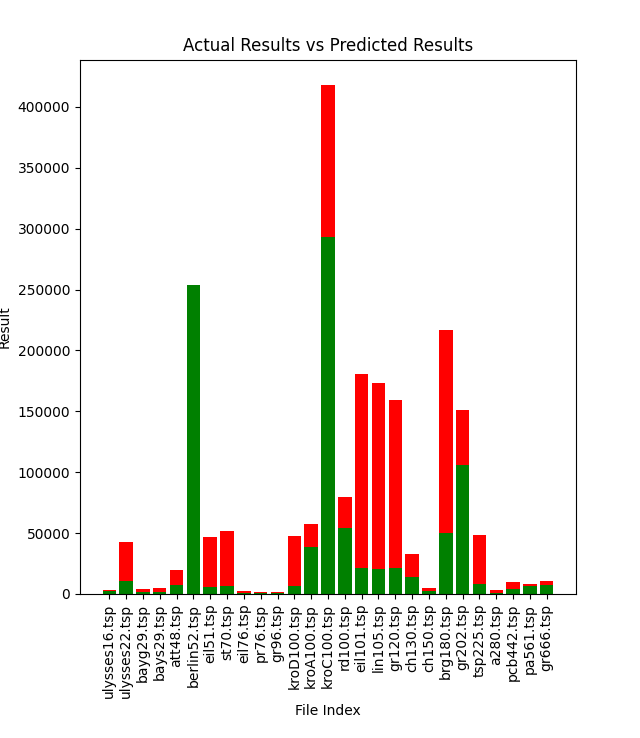 Actual Results vs Predicted Results
400000
350000
300000
250000
200000
150000
100000
50000
0
Result
ulysses16.tsp
ulysses22.tsp
bayg29.tsp
bays29.tsp
att48.tsp
berlin52.tsp
eil51.tsp
st70.tsp
eil76.tsp
pr76.tsp
gr96.tsp
kroD100.tsp
kroA100.tsp
kroC100.tsp
rd100.tsp
eil101.tsp
lin105.tsp
gr120.tsp
ch130.tsp
ch150.tsp
brg180.tsp
gr202.tsp
tsp225.tsp
a280.tsp
pcb442.tsp
pa561.tsp
gr666.tsp
File Index